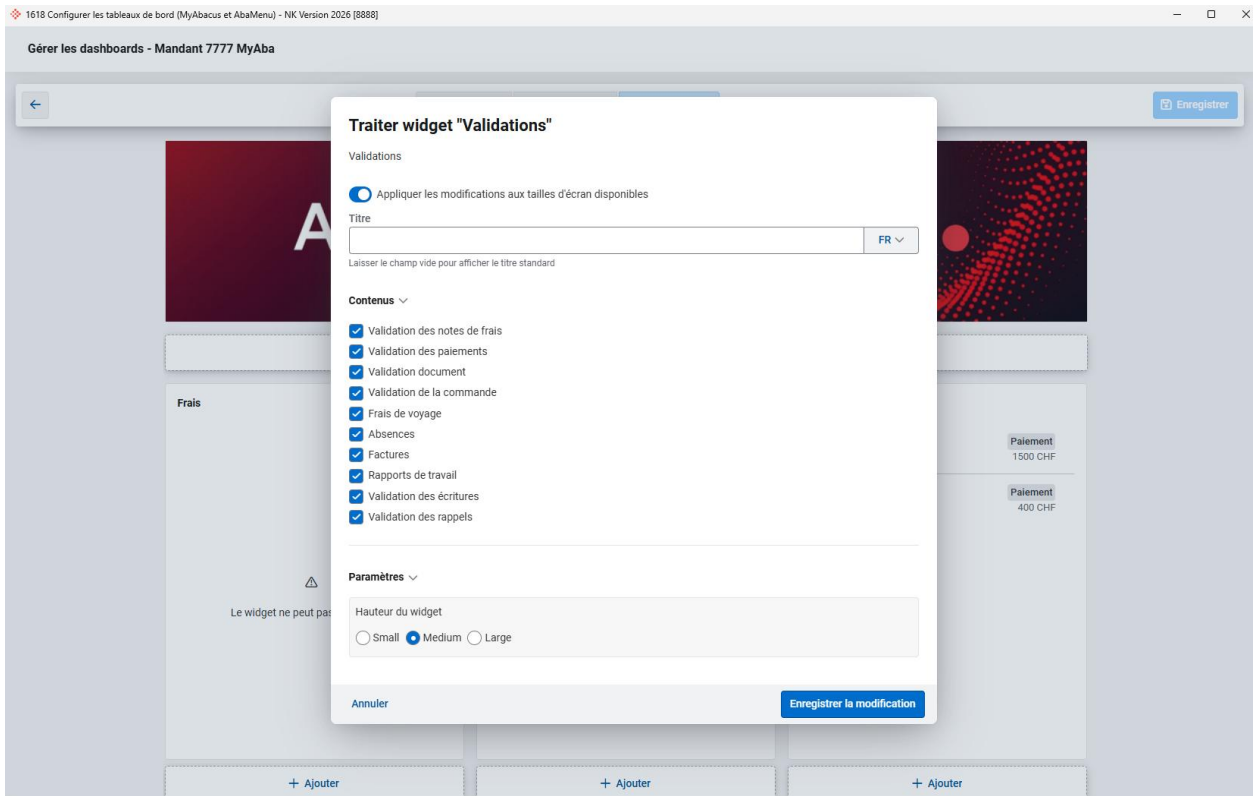 1618 Configurer les tableaux de bord (MyAbacus et AbaMenu) - NK Version 2026 [8888]
Gérer les dashboards - Mandant 7777 MyAba
Enregistrer
A
Traiter widget "Validations"
Validations
Appliquer les modifications aux tailles d'écran disponibles
Titre
FR
Laisser le champ vide pour afficher le titre standard
Contenus
Validation des notes de frais
Validation des paiements
Validation document
Validation de la commande
Frais de voyage
Absences
Factures
Rapports de travail
Validation des écritures
Validation des rappels
Paramètres
Hauteur du widget
Small Medium Large
Annuler
Enregistrer la modification
Frais
Le widget ne peut pas
Paiement
1500 CHF
Paiement
400 CHF
+ Ajouter
+ Ajouter
+ Ajouter